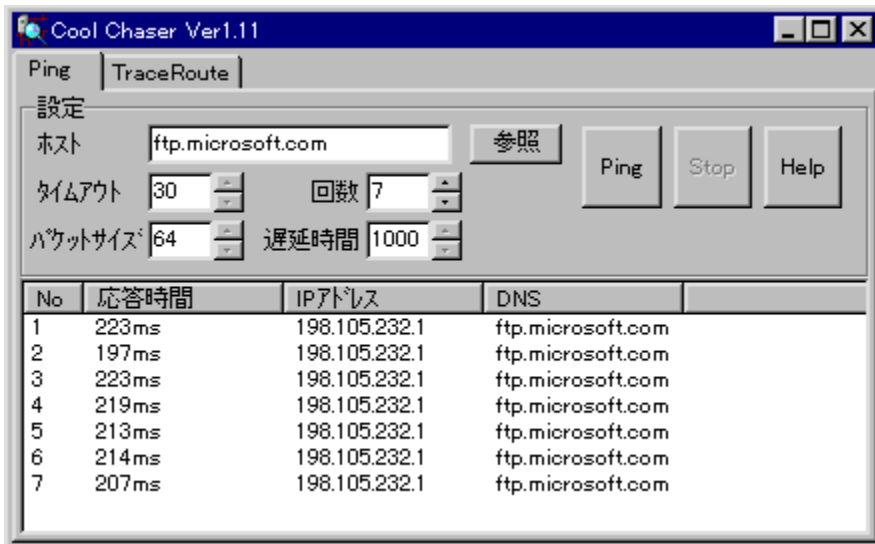 Cool Chaser Ver1.11
Ping TraceRoute
設定
ホスト ftp.microsoft.com 参照 Ping Stop Help
タイムアウト 30 回数 7
パケットサイズ 64 遅延時間 1000
No 応答時間 IPアドレス DNS
1 223ms 198.105.232.1 ftp.microsoft.com
2 197ms 198.105.232.1 ftp.microsoft.com
3 223ms 198.105.232.1 ftp.microsoft.com
4 219ms 198.105.232.1 ftp.microsoft.com
5 213ms 198.105.232.1 ftp.microsoft.com
6 214ms 198.105.232.1 ftp.microsoft.com
7 207ms 198.105.232.1 ftp.microsoft.com